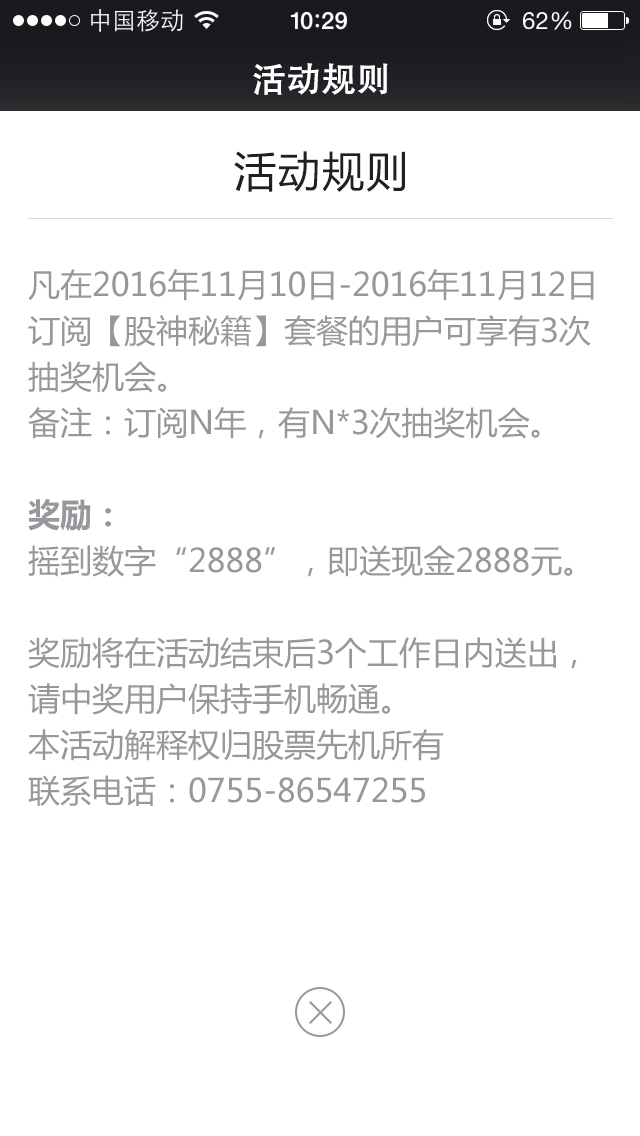 中国移动 10:29 62%
活动规则
活动规则
凡在2016年11月10日-2016年11月12日
订阅【股神秘籍】套餐的用户可享有3次
抽奖机会。
备注：订阅N年，有N*3次抽奖机会。
奖励：
摇到数字“2888”，即送现金2888元。
奖励将在活动结束后3个工作日内送出，
请中奖用户保持手机畅通。
本活动解释权归股票先机所有
联系电话：0755-86547255